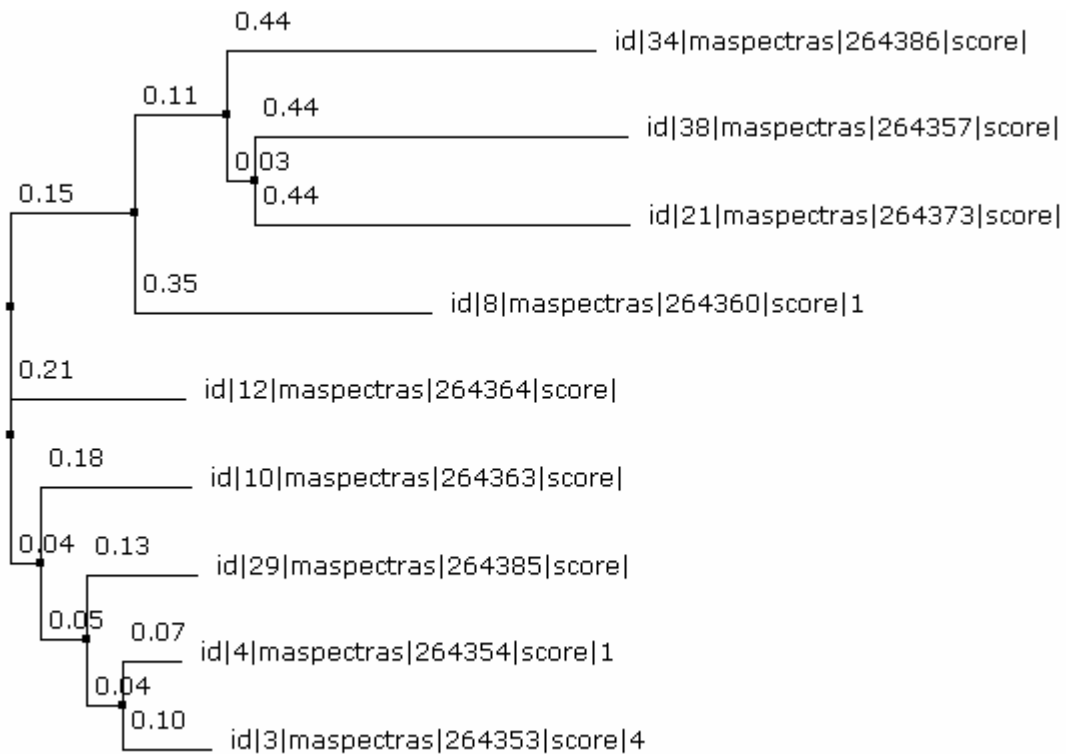 0.44
id|34|maspectras|264386|score|
0.11
0.44
id|38|maspectras|264357|score|
0.03
0.15
0.44
id|21|maspectras|264373|score|
0.35
id|8|maspectras|264360|score|1
0.21
id|12|maspectras|264364|score|
0.18
id|10|maspectras|264363|score|
0.04
0.13
id|29|maspectras|264385|score|
0.05
0.07
id|4|maspectras|264354|score|1
0.04
0.10
id|3|maspectras|264353|score|4